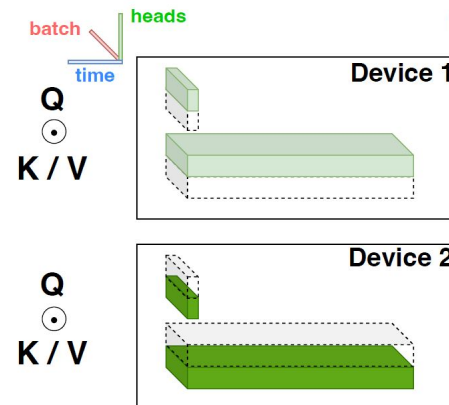 heads
batch
time
Device 1
Q
K / V
Device 2
Q
K / V